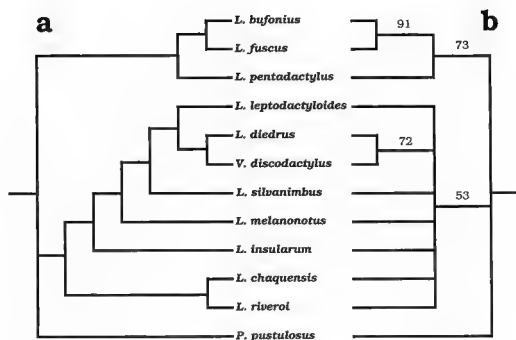 a
b
L. bufonius
L. fuscus
L. pentadactylus
L. leptodactyloides
L. diedrus
V. discodactylus
L. silvanimbus
L. melanonotus
L. insularum
L. chaquensis
L. riveroi
P. pustulosus
91
73
72
53